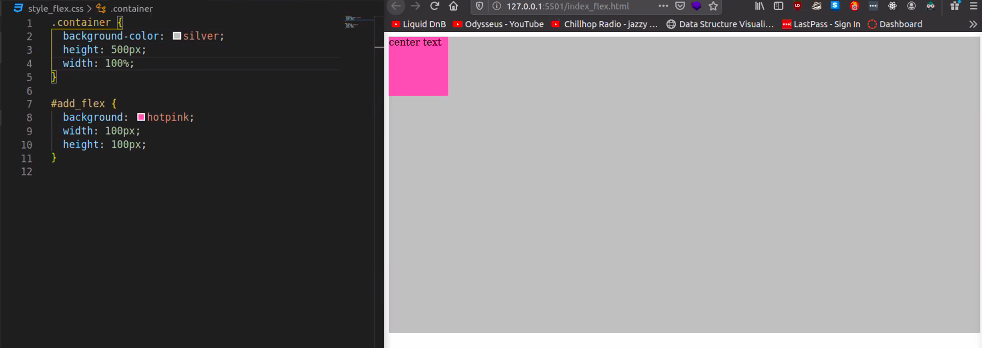 style_flex.css > .container
1 .container {
2 background-color: silver;
3 height: 500px;
4 width: 100%;
5 }
6
7 #add_flex {
8 background: hotpink;
9 width: 100px;
10 height: 100px;
11 }
12
127.0.0.1:5501/index_flex.html
Liquid DnB Odysseus - YouTube Chillhop Radio - jazzy ... Data Structure Visuali... LastPass - Sign In Dashboard
center text